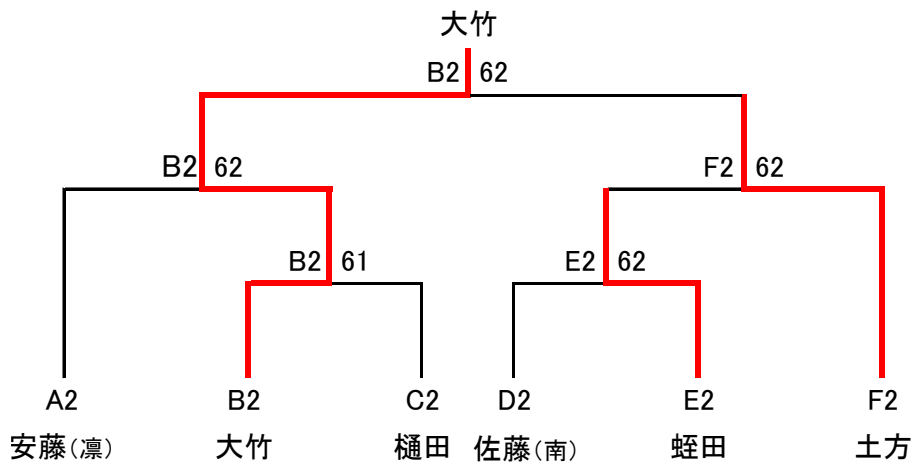 大竹
B2 62
B2 62 F2 62
B2 61 E2 62
A2 B2 C2 D2 E2 F2
安藤(凛) 大竹 樋田 佐藤(南) 蛭田 土方